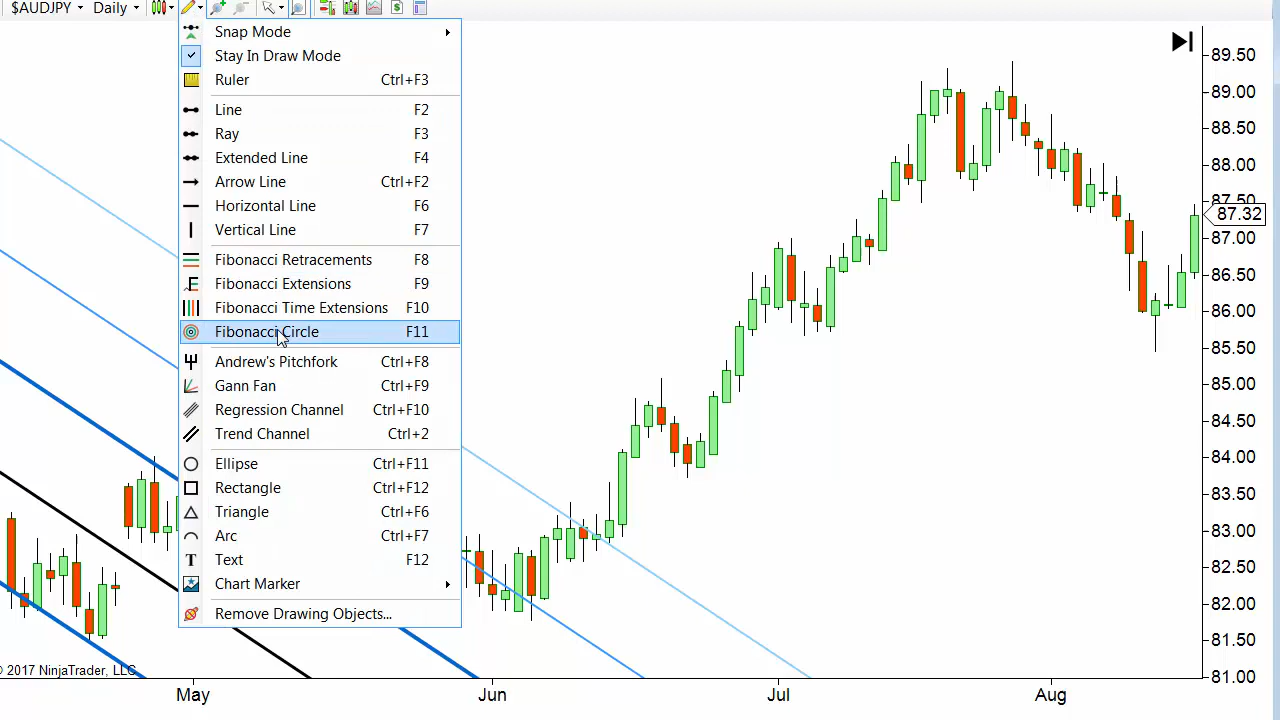 $AUDJPY Daily
Snap Mode
Stay In Draw Mode
Ruler Ctrl+F3
Line F2
Ray F3
Extended Line F4
Arrow Line Ctrl+F2
Horizontal Line F6
Vertical Line F7
Fibonacci Retracements F8
Fibonacci Extensions F9
Fibonacci Time Extensions F10
Fibonacci Circle F11
Andrew's Pitchfork Ctrl+F8
Gann Fan Ctrl+F9
Regression Channel Ctrl+F10
Trend Channel Ctrl+2
Ellipse Ctrl+F11
Rectangle Ctrl+F12
Triangle Ctrl+F6
Arc Ctrl+F7
Text F12
Chart Marker
Remove Drawing Objects...
89.50
89.00
88.50
88.00
87.50
87.32
87.00
86.50
86.00
85.50
85.00
84.50
84.00
83.50
83.00
82.50
82.00
81.50
81.00
© 2017 NinjaTrader, LLC
May Jun Jul Aug